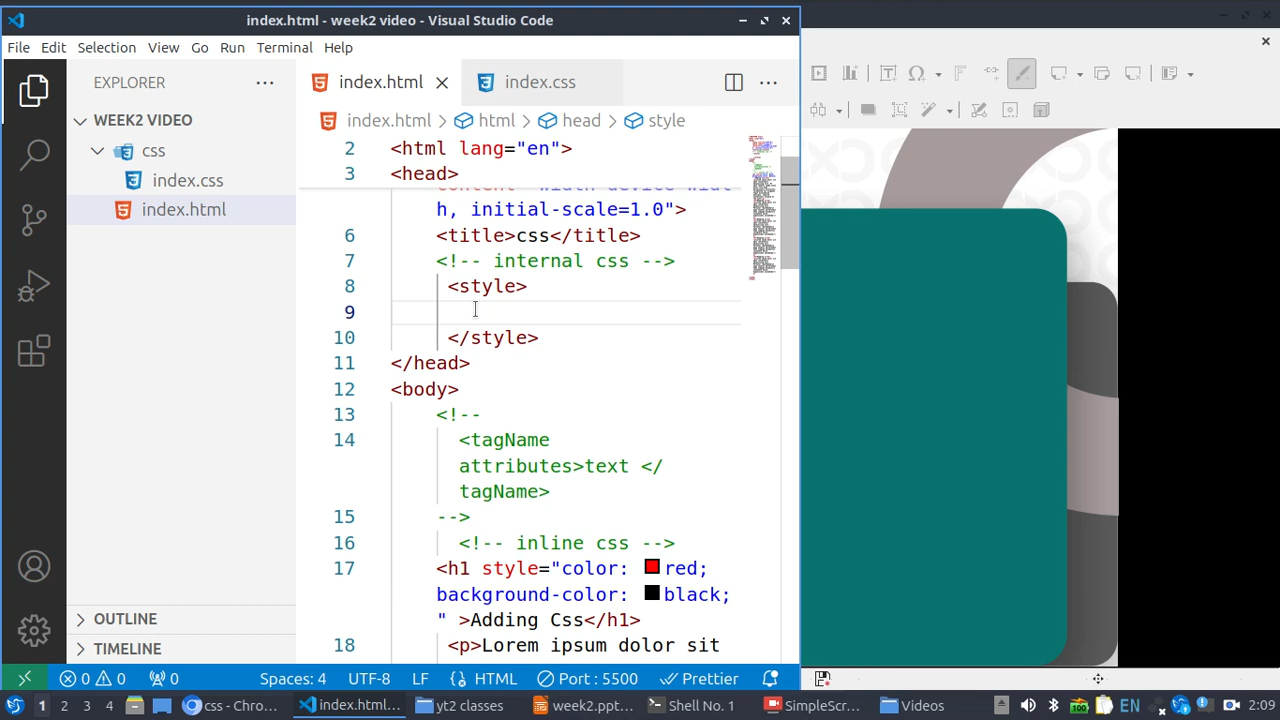 index.html - week2 video - Visual Studio Code
File Edit Selection View Go Run Terminal Help
EXPLORER
WEEK2 VIDEO
css
index.css
index.html
OUTLINE
TIMELINE
index.html
index.css
index.html > html > head > style
2 <html lang="en">
3 <head>
h, initial-scale=1.0">
6 <title>css</title>
7 <!-- internal css -->
8 <style>
9
10 </style>
11 </head>
12 <body>
13 <!--
14 <tagName
attributes>text </
tagName>
15 -->
16 <!-- inline css -->
17 <h1 style="color: red;
background-color: black;
" >Adding Css</h1>
18 <p>Lorem ipsum dolor sit
0 0 0 Spaces: 4 UTF-8 LF HTML Port : 5500 Prettier
1 2 3 4 css - Chro... index.html... yt2 classes week2.ppt... Shell No. 1 SimpleScr... Videos EN 2:09